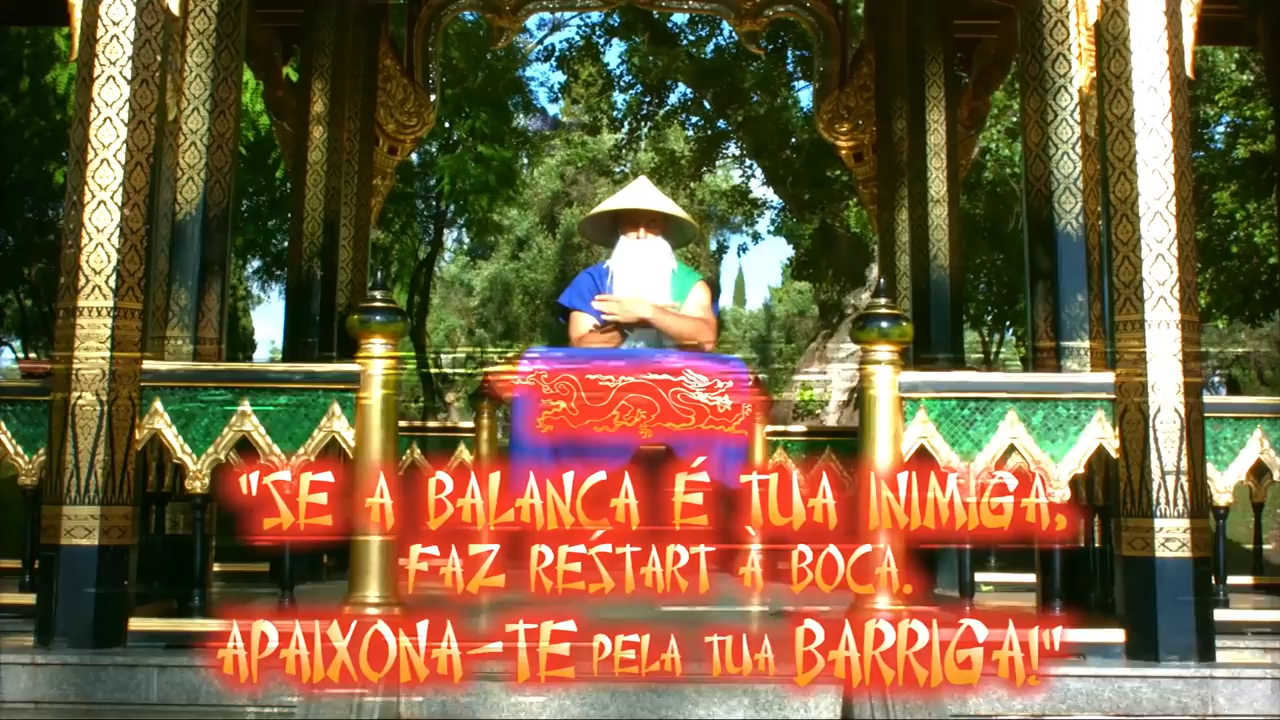 "SE A BALANÇA É TUA INIMIGA,
FAZ RESTART À BOCA.
APAIXONA-TE PELA TUA BARRIGA!"